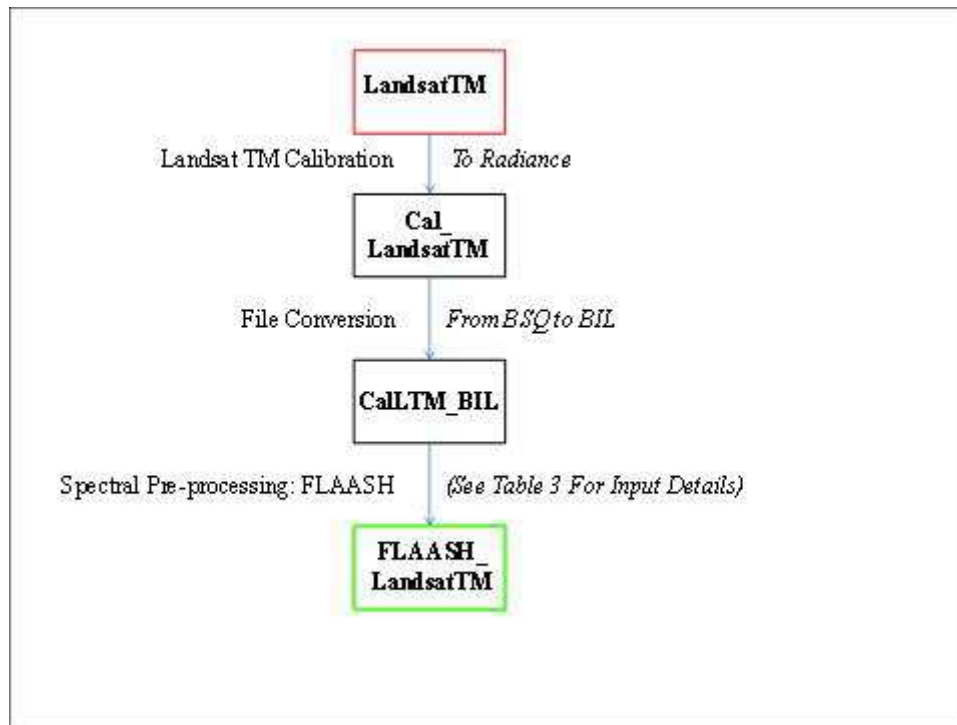 LandsatTM
Landsat TM Calibration To Radiance
Cal_
LandsatTM
File Conversion From BSQ to BIL
CalLTM_BIL
Spectral Pre-processing: FLAASH (See Table 3 For Input Details)
FLAASH_
LandsatTM